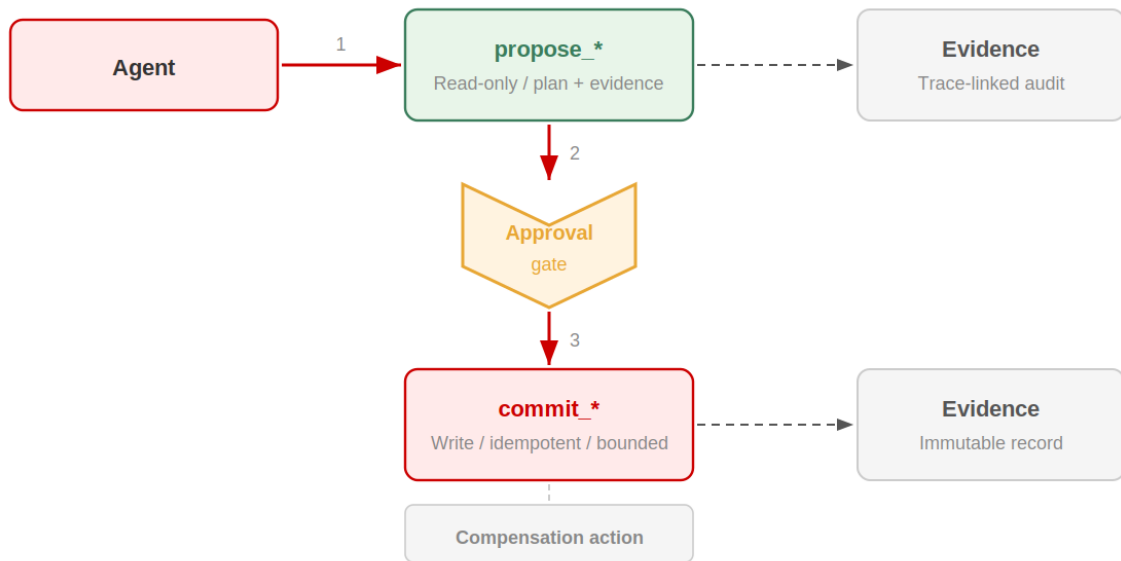 Agent
1
propose_*
Read-only / plan + evidence
Evidence
Trace-linked audit
2
Approval
gate
3
commit_*
Write / idempotent / bounded
Evidence
Immutable record
Compensation action